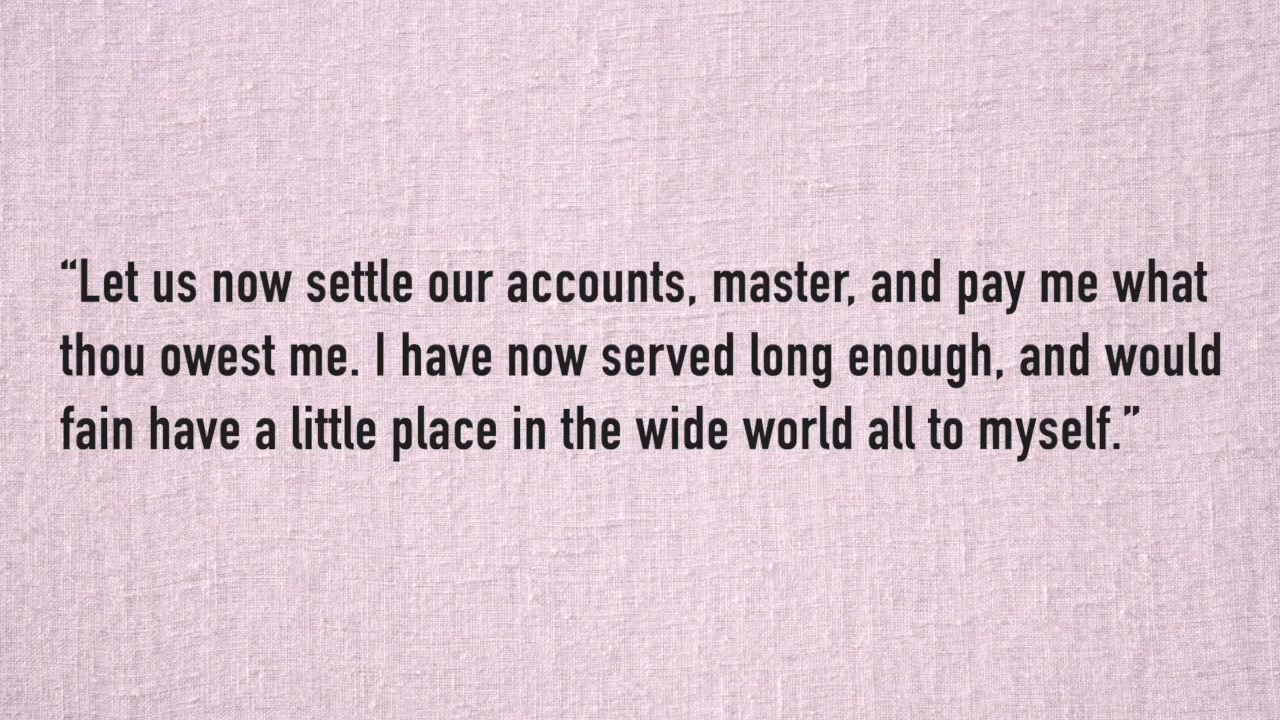 “Let us now settle our accounts, master, and pay me what
thou owest me. I have now served long enough, and would
fain have a little place in the wide world all to myself.”